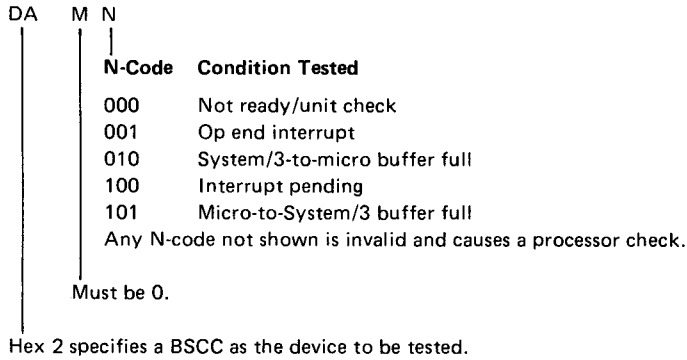 DA M N
N-Code Condition Tested
000 Not ready/unit check
001 Op end interrupt
010 System/3-to-micro buffer full
100 Interrupt pending
101 Micro-to-System/3 buffer full
Any N-code not shown is invalid and causes a processor check.
Must be 0.
Hex 2 specifies a BSCC as the device to be tested.